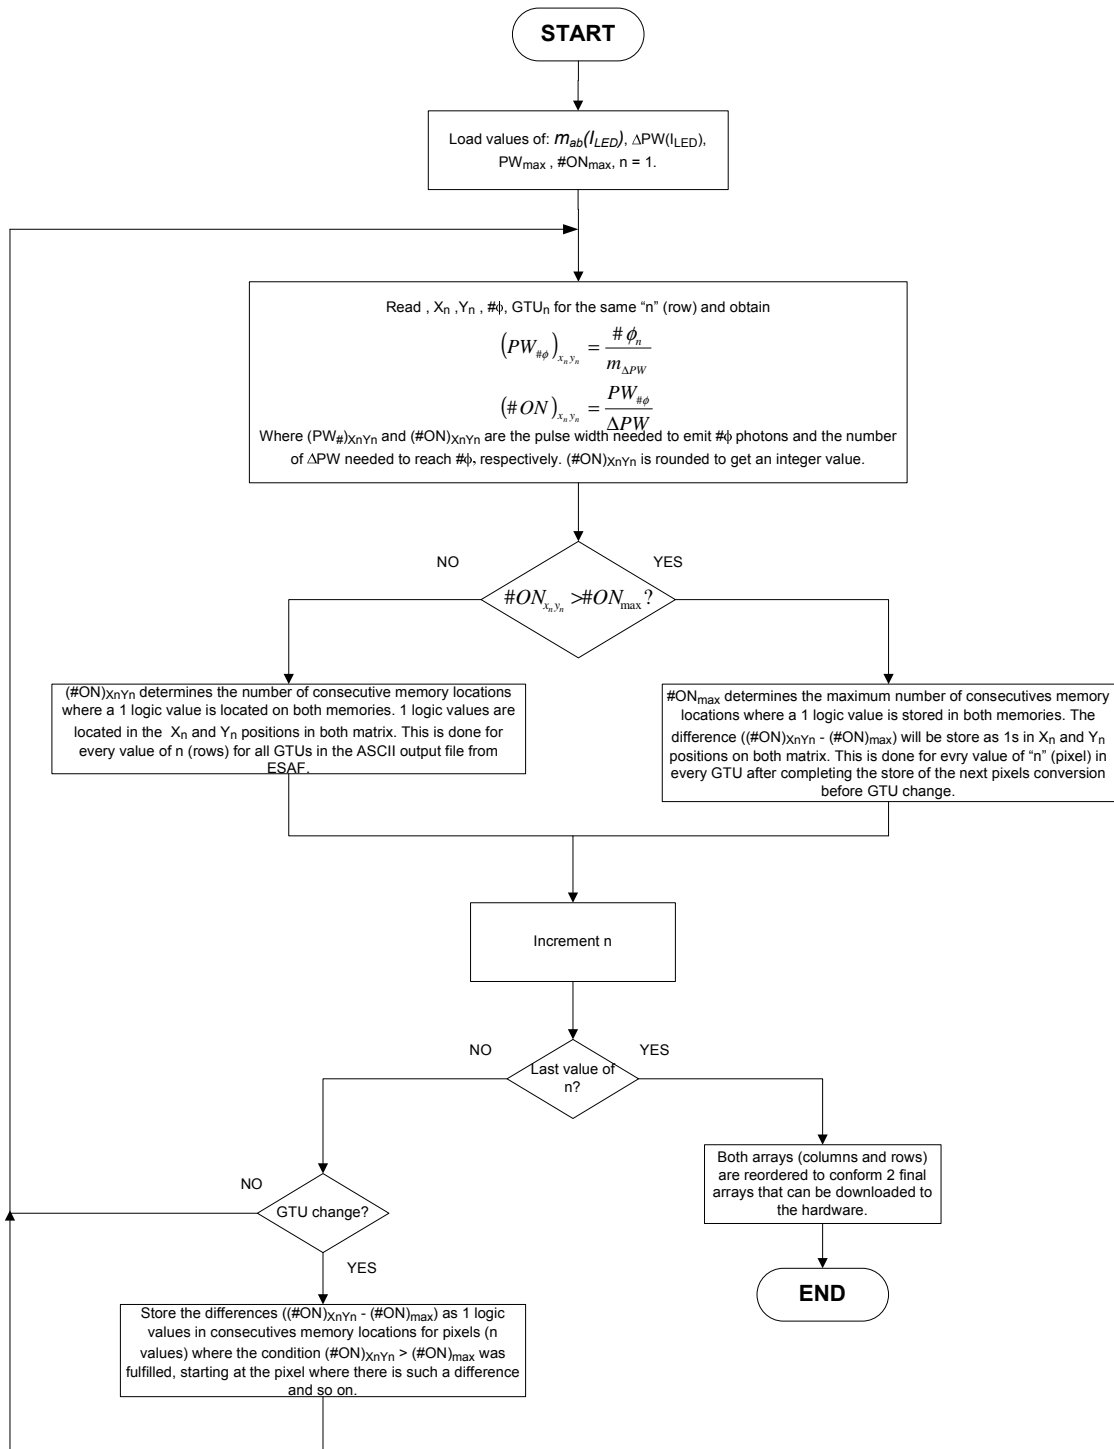 START
Load values of: m_ab(I_LED), ΔPW(I_LED),
PW_max , #ON_max, n = 1.
Read , X_n ,Y_n , #ϕ, GTU_n for the same “n” (row) and obtain
(PW_#ϕ)_x_n y_n = #ϕ_n / m_ΔPW
(#ON)_x_n y_n = PW_#ϕ / ΔPW
Where (PW_#)_XnYn and (#ON)_XnYn are the pulse width needed to emit #ϕ photons and the number
of ΔPW needed to reach #ϕ, respectively. (#ON)_XnYn is rounded to get an integer value.
NO
YES
#ON_x_n y_n >#ON_max ?
(#ON)_XnYn determines the number of consecutive memory locations
where a 1 logic value is located on both memories. 1 logic values are
located in the X_n and Y_n positions in both matrix. This is done for
every value of n (rows) for all GTUs in the ASCII output file from
ESAF.
#ON_max determines the maximum number of consecutives memory
locations where a 1 logic value is stored in both memories. The
difference ((#ON)_XnYn - (#ON)_max) will be store as 1s in X_n and Y_n
positions on both matrix. This is done for evry value of “n” (pixel) in
every GTU after completing the store of the next pixels conversion
before GTU change.
Increment n
NO
YES
Last value of
n?
Both arrays (columns and rows)
are reordered to conform 2 final
arrays that can be downloaded to
the hardware.
NO
GTU change?
YES
END
Store the differences ((#ON)_XnYn - (#ON)_max) as 1 logic
values in consecutives memory locations for pixels (n
values) where the condition (#ON)_XnYn > (#ON)_max was
fulfilled, starting at the pixel where there is such a difference
and so on.